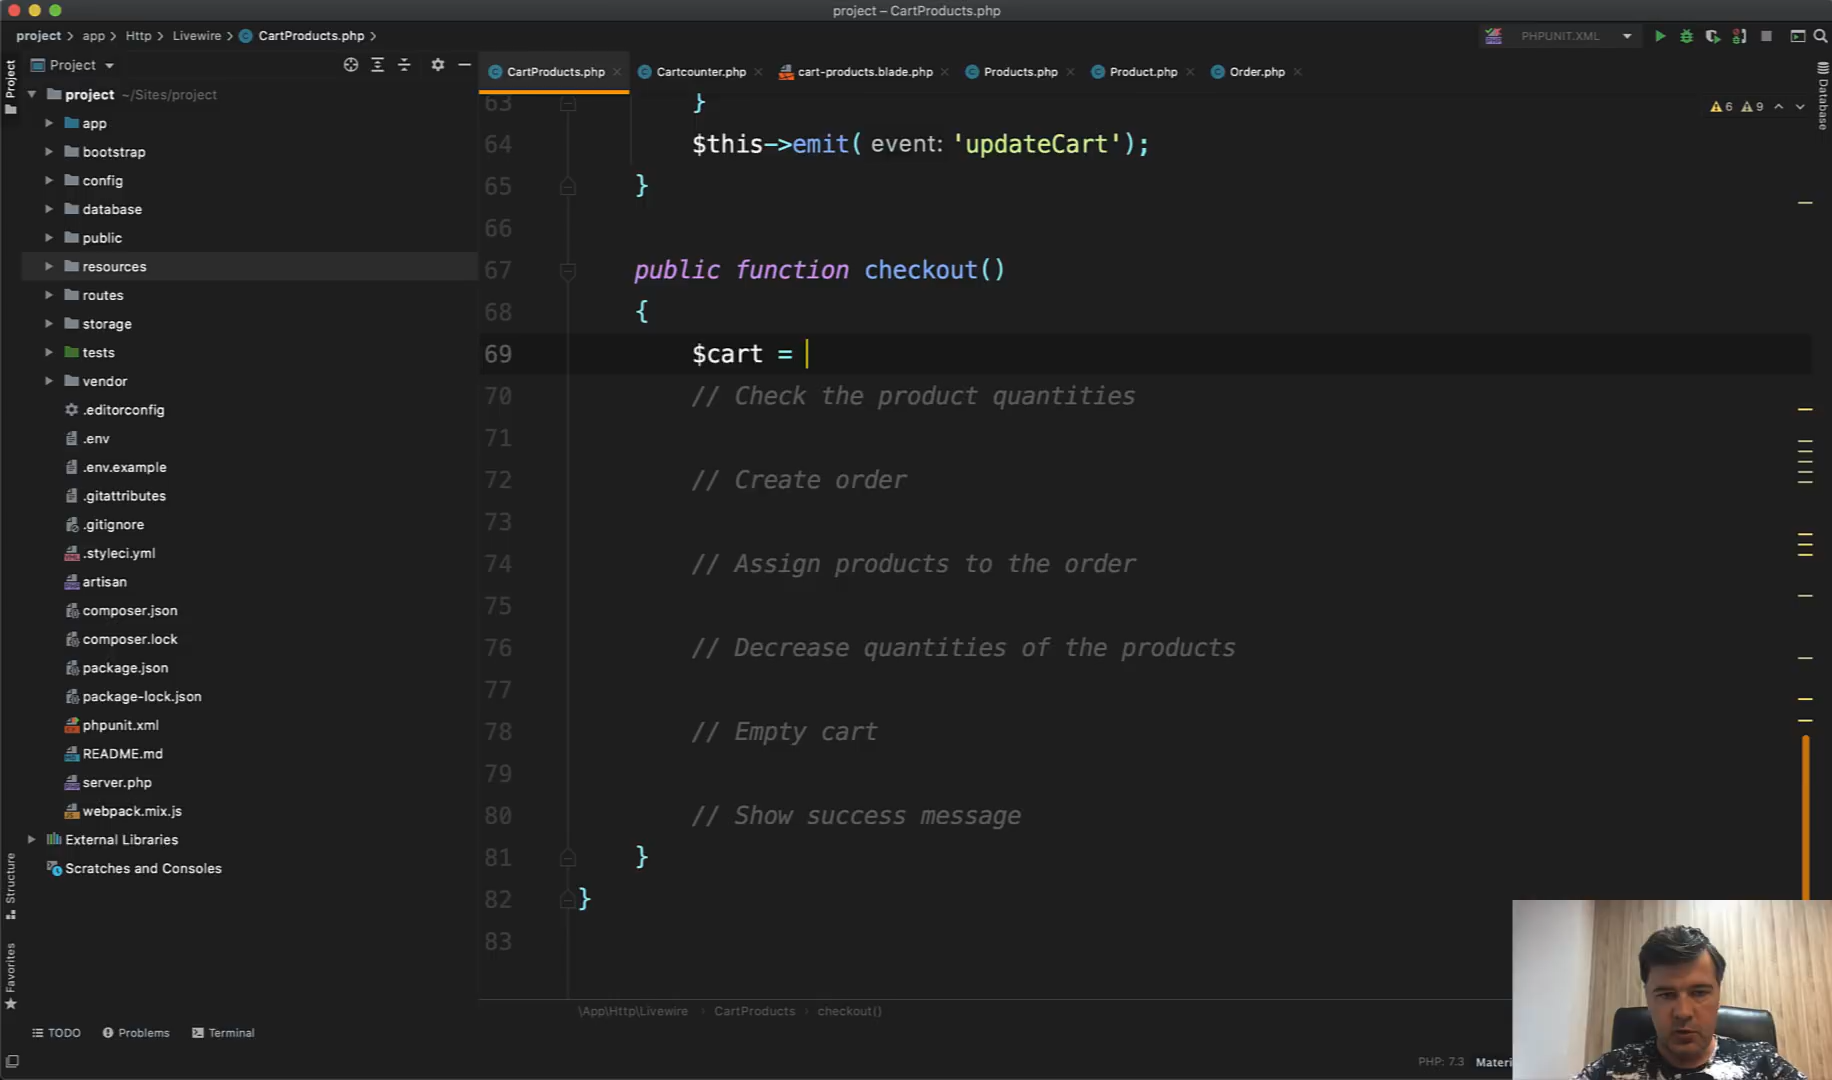 project – CartProducts.php
project > app > Http > Livewire > CartProducts.php >
PHPUNIT.XML
Project
Project
CartProducts.php
Cartcounter.php
cart-products.blade.php
Products.php
Product.php
Order.php
Database
6 9
project ~/Sites/project
app
bootstrap
config
database
public
resources
routes
storage
tests
vendor
.editorconfig
.env
.env.example
.gitattributes
.gitignore
.styleci.yml
artisan
composer.json
composer.lock
package.json
package-lock.json
phpunit.xml
README.md
server.php
webpack.mix.js
External Libraries
Scratches and Consoles
Structure
Favorites
63 }
64 $this->emit( event: 'updateCart');
65 }
66
67 public function checkout()
68 {
69 $cart =
70 // Check the product quantities
71
72 // Create order
73
74 // Assign products to the order
75
76 // Decrease quantities of the products
77
78 // Empty cart
79
80 // Show success message
81 }
82 }
83
\App\Http\Livewire > CartProducts > checkout()
TODO Problems Terminal
PHP: 7.3